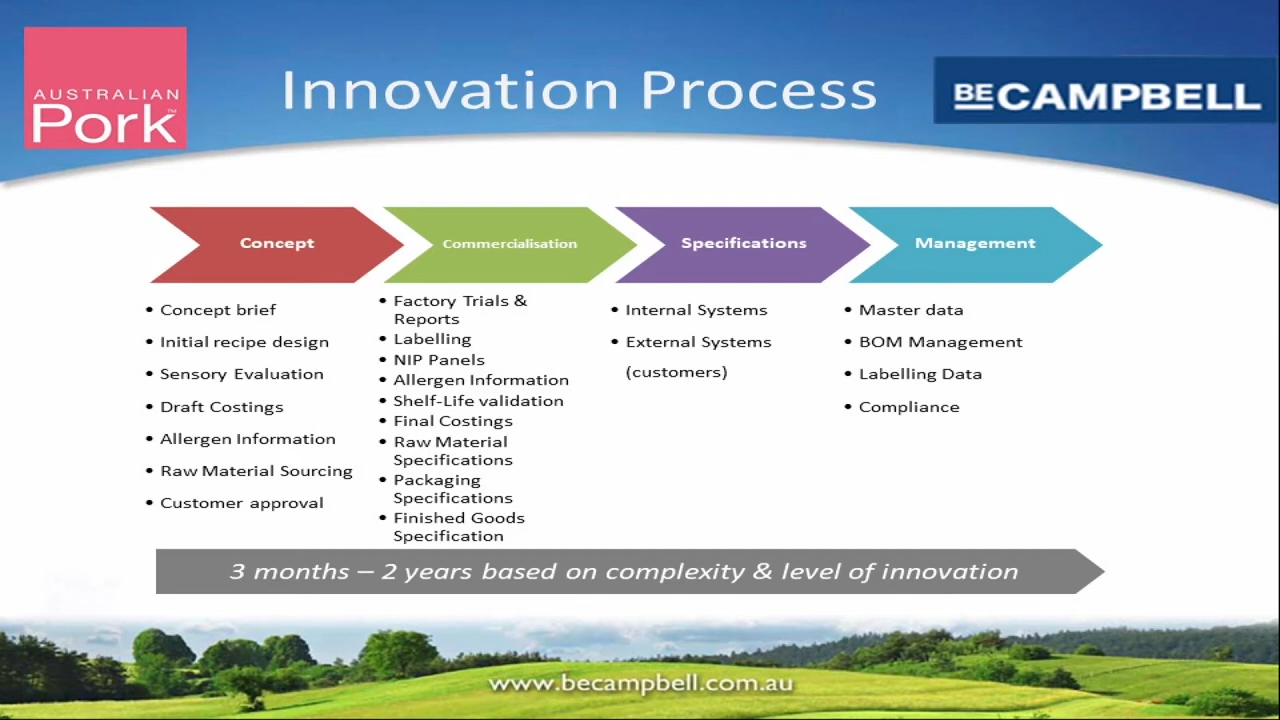 AUSTRALIAN
Pork™
Innovation Process
BECAMPBELL
Concept
Commercialisation
Specifications
Management
• Concept brief
• Initial recipe design
• Sensory Evaluation
• Draft Costings
• Allergen Information
• Raw Material Sourcing
• Customer approval
• Factory Trials &
Reports
• Labelling
• NIP Panels
• Allergen Information
• Shelf-Life validation
• Final Costings
• Raw Material
Specifications
• Packaging
Specifications
• Finished Goods
Specification
• Internal Systems
• External Systems
(customers)
• Master data
• BOM Management
• Labelling Data
• Compliance
3 months – 2 years based on complexity & level of innovation
www.becampbell.com.au